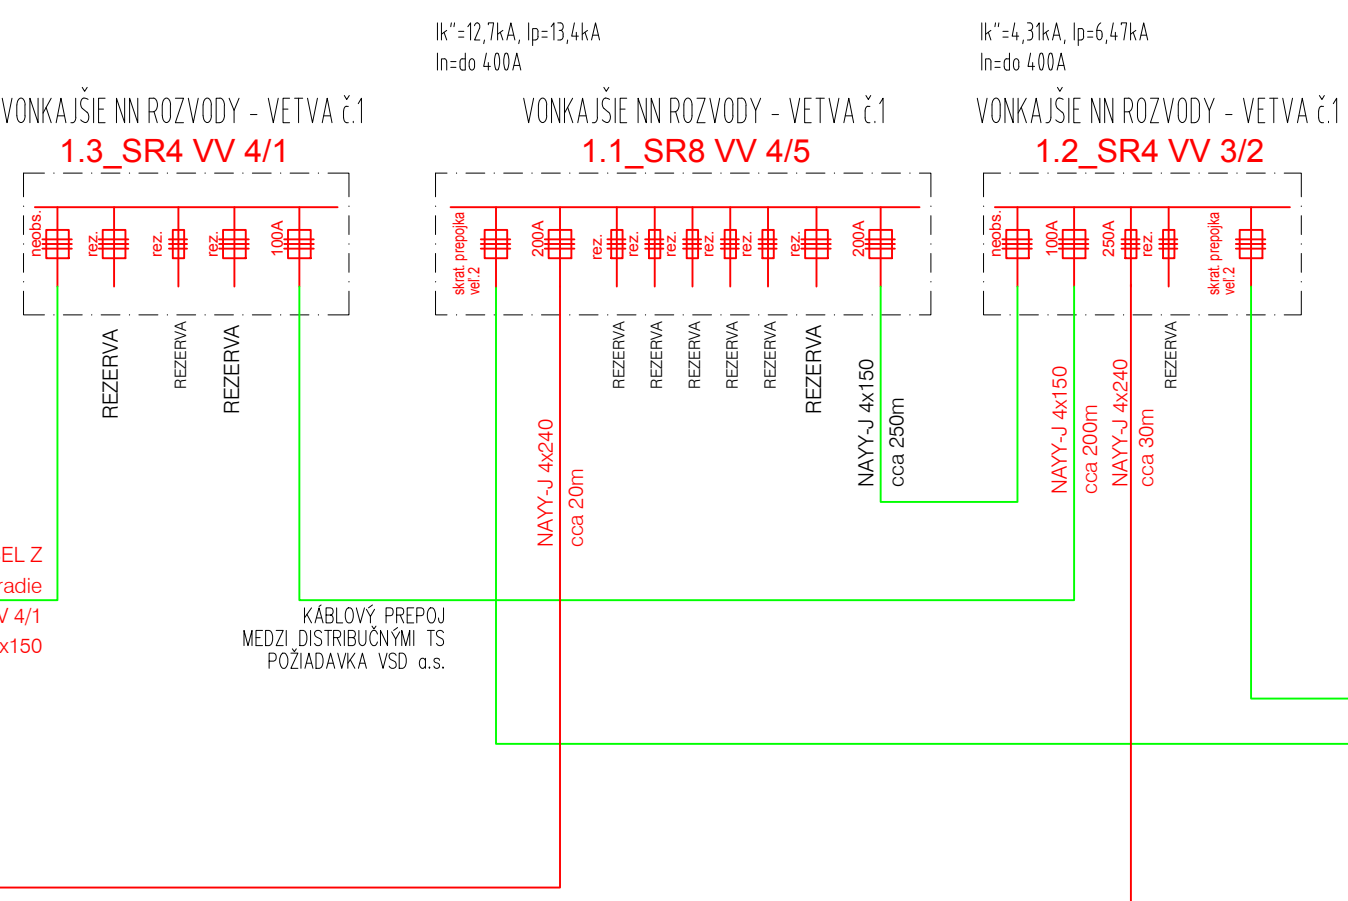 Ik"=12,7kA, Ip=13,4kA
In=do 400A
Ik"=4,31kA, Ip=6,47kA
In=do 400A
VONKAJŠIE NN ROZVODY - VETVA č.1
1.3_SR4 VV 4/1
neobs.
rez.
rez.
rez.
100A
REZERVA
REZERVA
REZERVA
EL Z
radie
V 4/1
x150
KÁBLOVÝ PREPOJ
MEDZI DISTRIBUČNÝMI TS
POŽIADAVKA VSD a.s.
VONKAJŠIE NN ROZVODY - VETVA č.1
1.1_SR8 VV 4/5
skrat. prepojka
veľ.2
200A
rez.
rez.
rez.
rez.
rez.
rez.
200A
REZERVA
REZERVA
REZERVA
REZERVA
REZERVA
REZERVA
NAYY-J 4x240
cca 20m
NAYY-J 4x150
cca 250m
VONKAJŠIE NN ROZVODY - VETVA č.1
1.2_SR4 VV 3/2
neobs.
100A
250A
rez.
skrat. prepojka
veľ.2
REZERVA
NAYY-J 4x150
cca 200m
NAYY-J 4x240
cca 30m